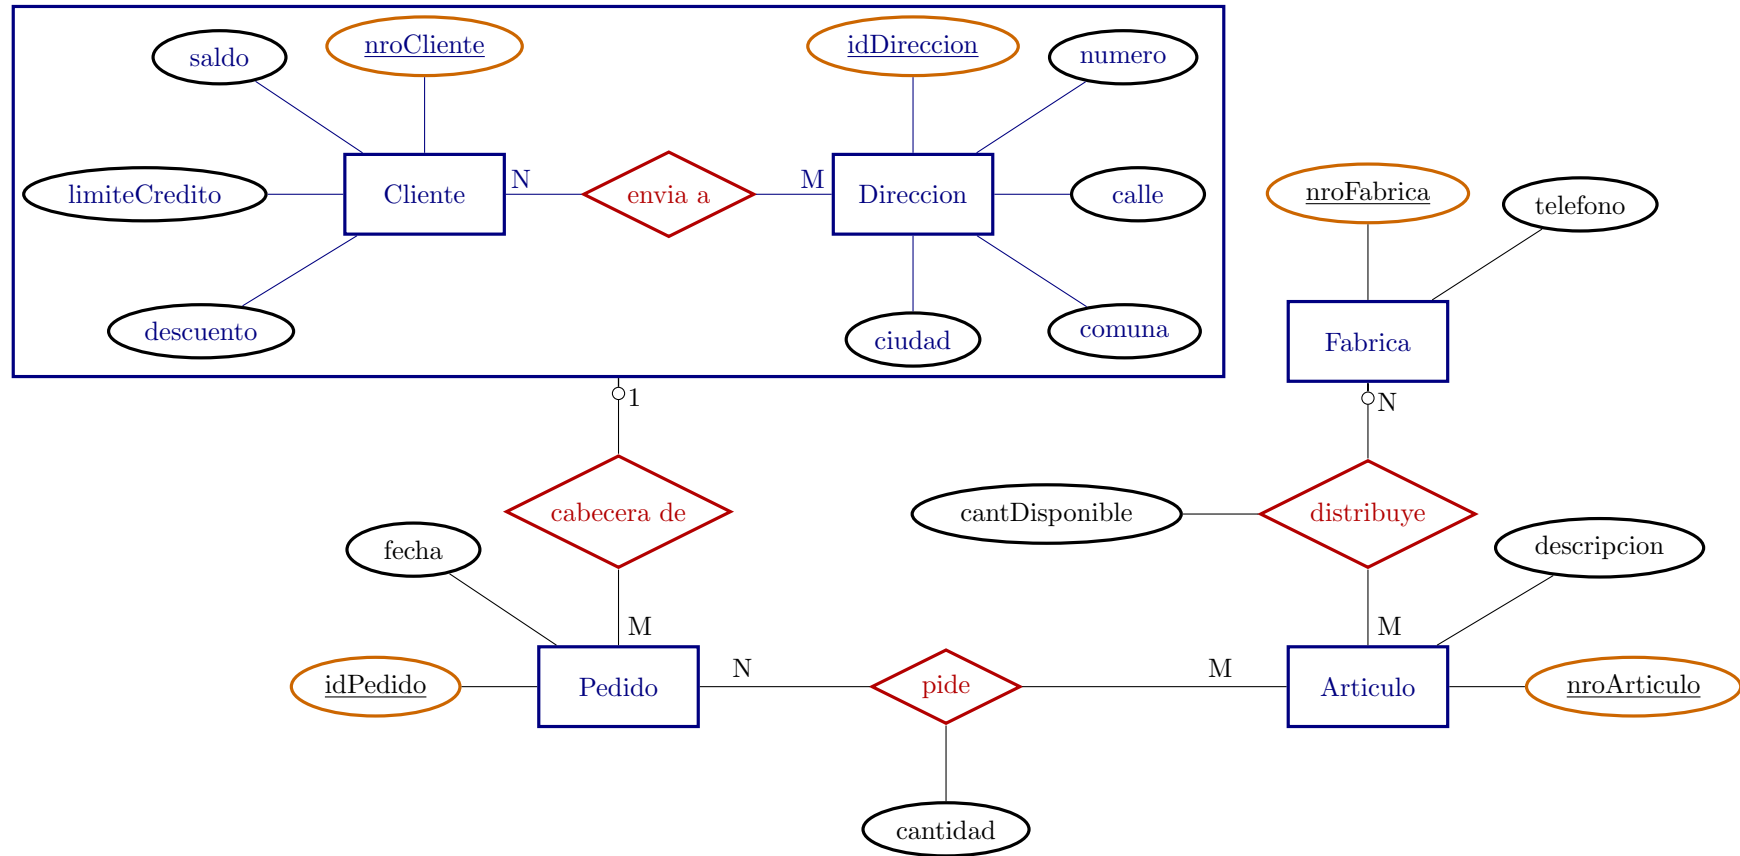 saldo
nroCliente
idDireccion
numero
limiteCredito
Cliente
N
envia a
M
Direccion
calle
descuento
ciudad
comuna
nroFabrica
telefono
Fabrica
1
N
cabecera de
cantDisponible
distribuye
fecha
descripcion
M
M
idPedido
Pedido
N
pide
M
Articulo
nroArticulo
cantidad